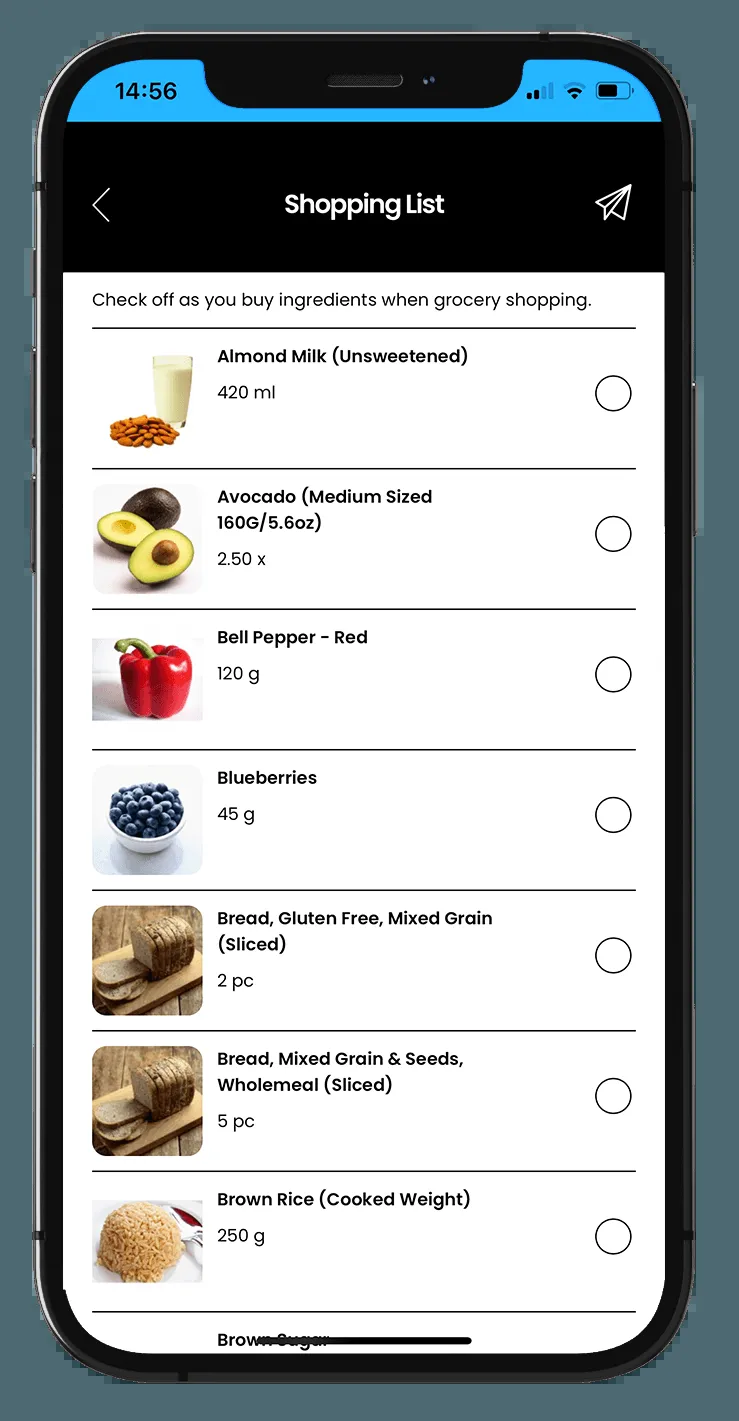 14:56
Shopping List
Check off as you buy ingredients when grocery shopping.
Almond Milk (Unsweetened)
420 ml
Avocado (Medium Sized
160G/5.6oz)
2.50 x
Bell Pepper - Red
120 g
Blueberries
45 g
Bread, Gluten Free, Mixed Grain
(Sliced)
2 pc
Bread, Mixed Grain & Seeds,
Wholemeal (Sliced)
5 pc
Brown Rice (Cooked Weight)
250 g
Brown Sugar